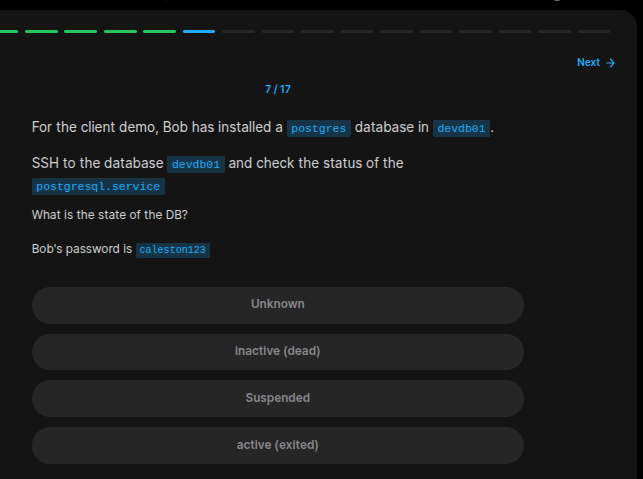 Next →
7 / 17
For the client demo, Bob has installed a postgres database in devdb01.
SSH to the database devdb01 and check the status of the
postgresql.service
What is the state of the DB?
Bob's password is caleston123
Unknown
inactive (dead)
Suspended
active (exited)